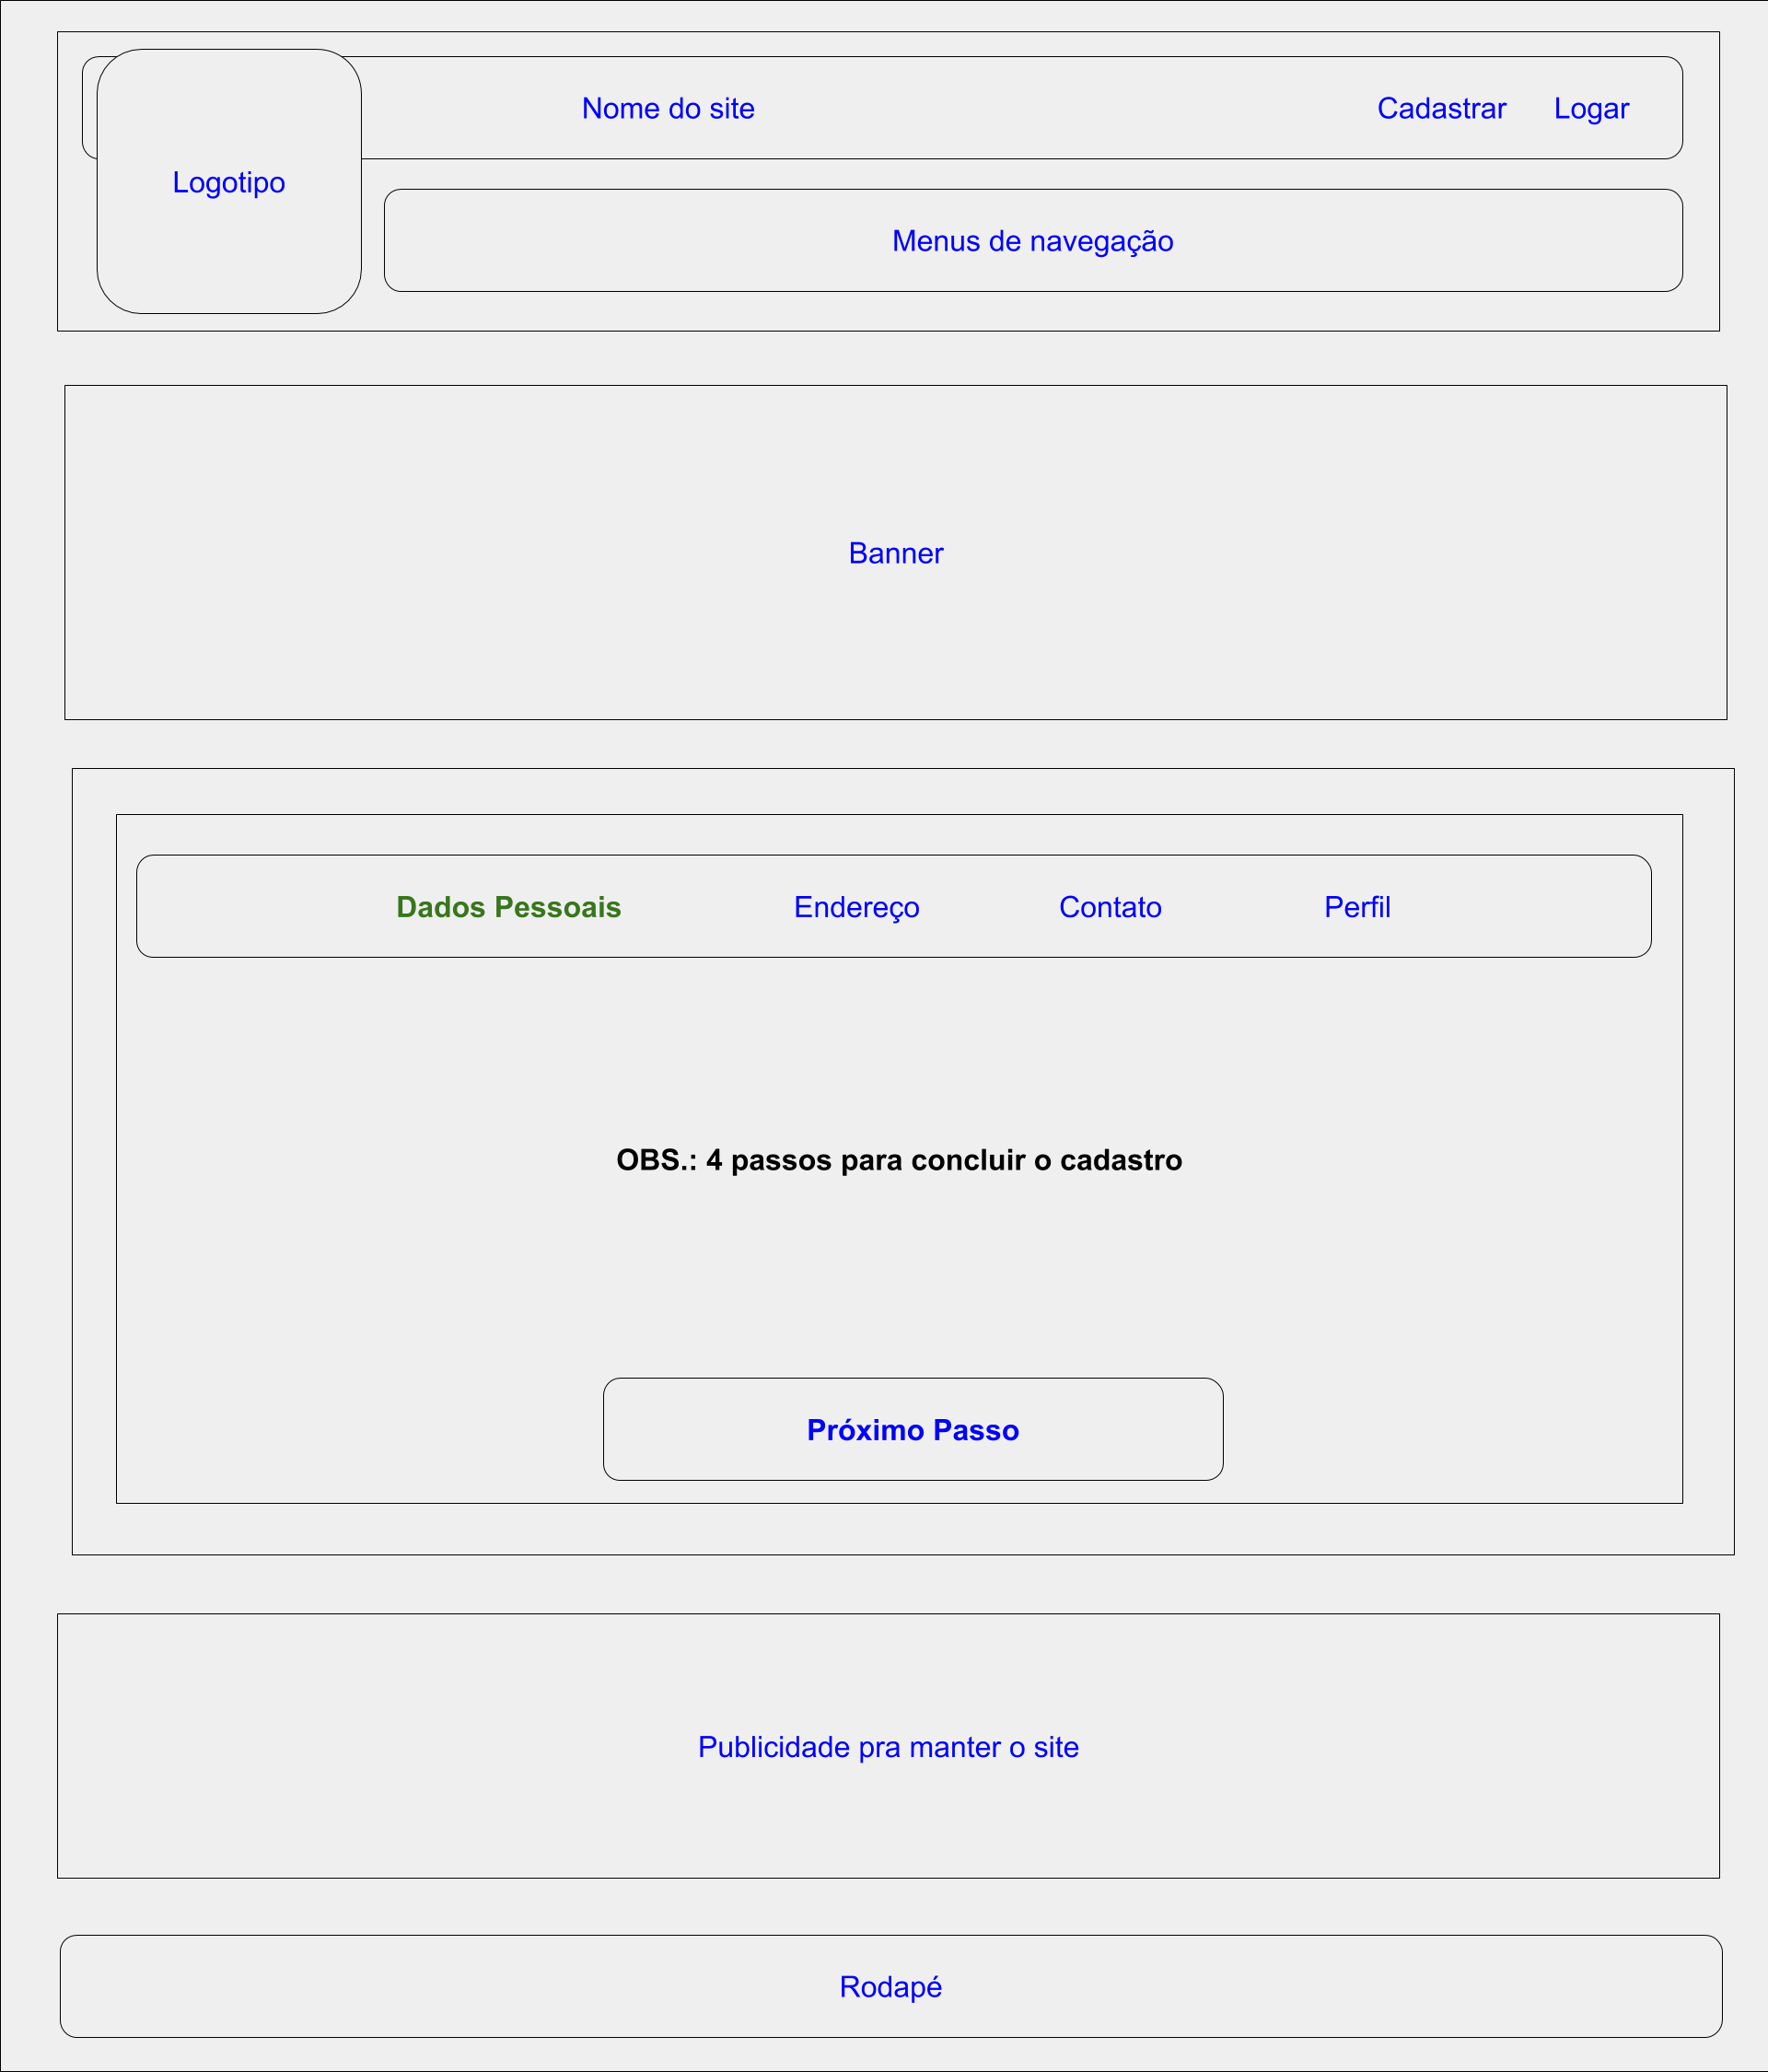 Nome do site
Cadastrar
Logar
Logotipo
Menus de navegação
Banner
Dados Pessoais
Endereço
Contato
Perfil
OBS.: 4 passos para concluir o cadastro
Próximo Passo
Publicidade pra manter o site
Rodapé